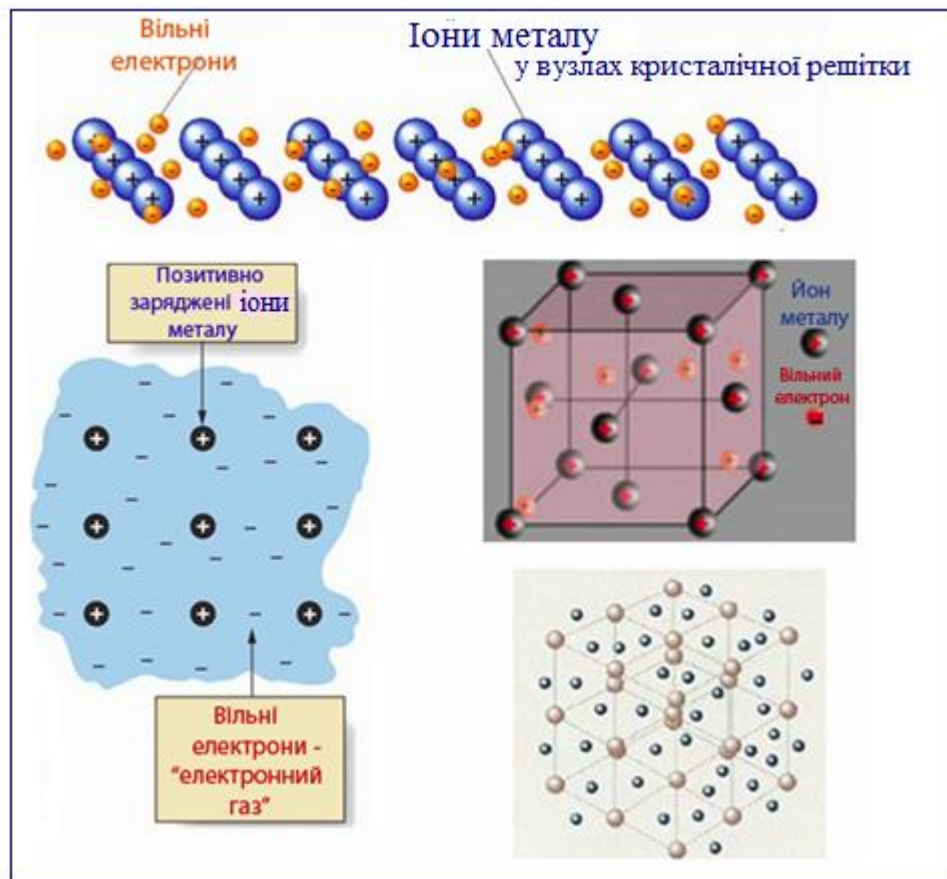 Вільні
електрони
Іони металу
у вузлах кристалічної решітки
Позитивно
заряджені іони
металу
Йон
металу
Вільний
електрон
Вільні
електрони -
"електронний
газ"